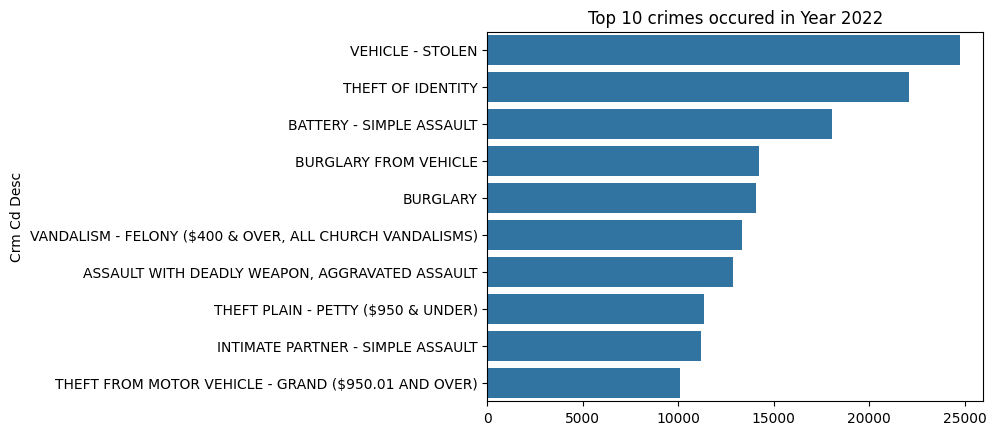 Top 10 crimes occured in Year 2022
Crm Cd Desc
VEHICLE - STOLEN
THEFT OF IDENTITY
BATTERY - SIMPLE ASSAULT
BURGLARY FROM VEHICLE
BURGLARY
VANDALISM - FELONY ($400 & OVER, ALL CHURCH VANDALISMS)
ASSAULT WITH DEADLY WEAPON, AGGRAVATED ASSAULT
THEFT PLAIN - PETTY ($950 & UNDER)
INTIMATE PARTNER - SIMPLE ASSAULT
THEFT FROM MOTOR VEHICLE - GRAND ($950.01 AND OVER)
0 5000 10000 15000 20000 25000